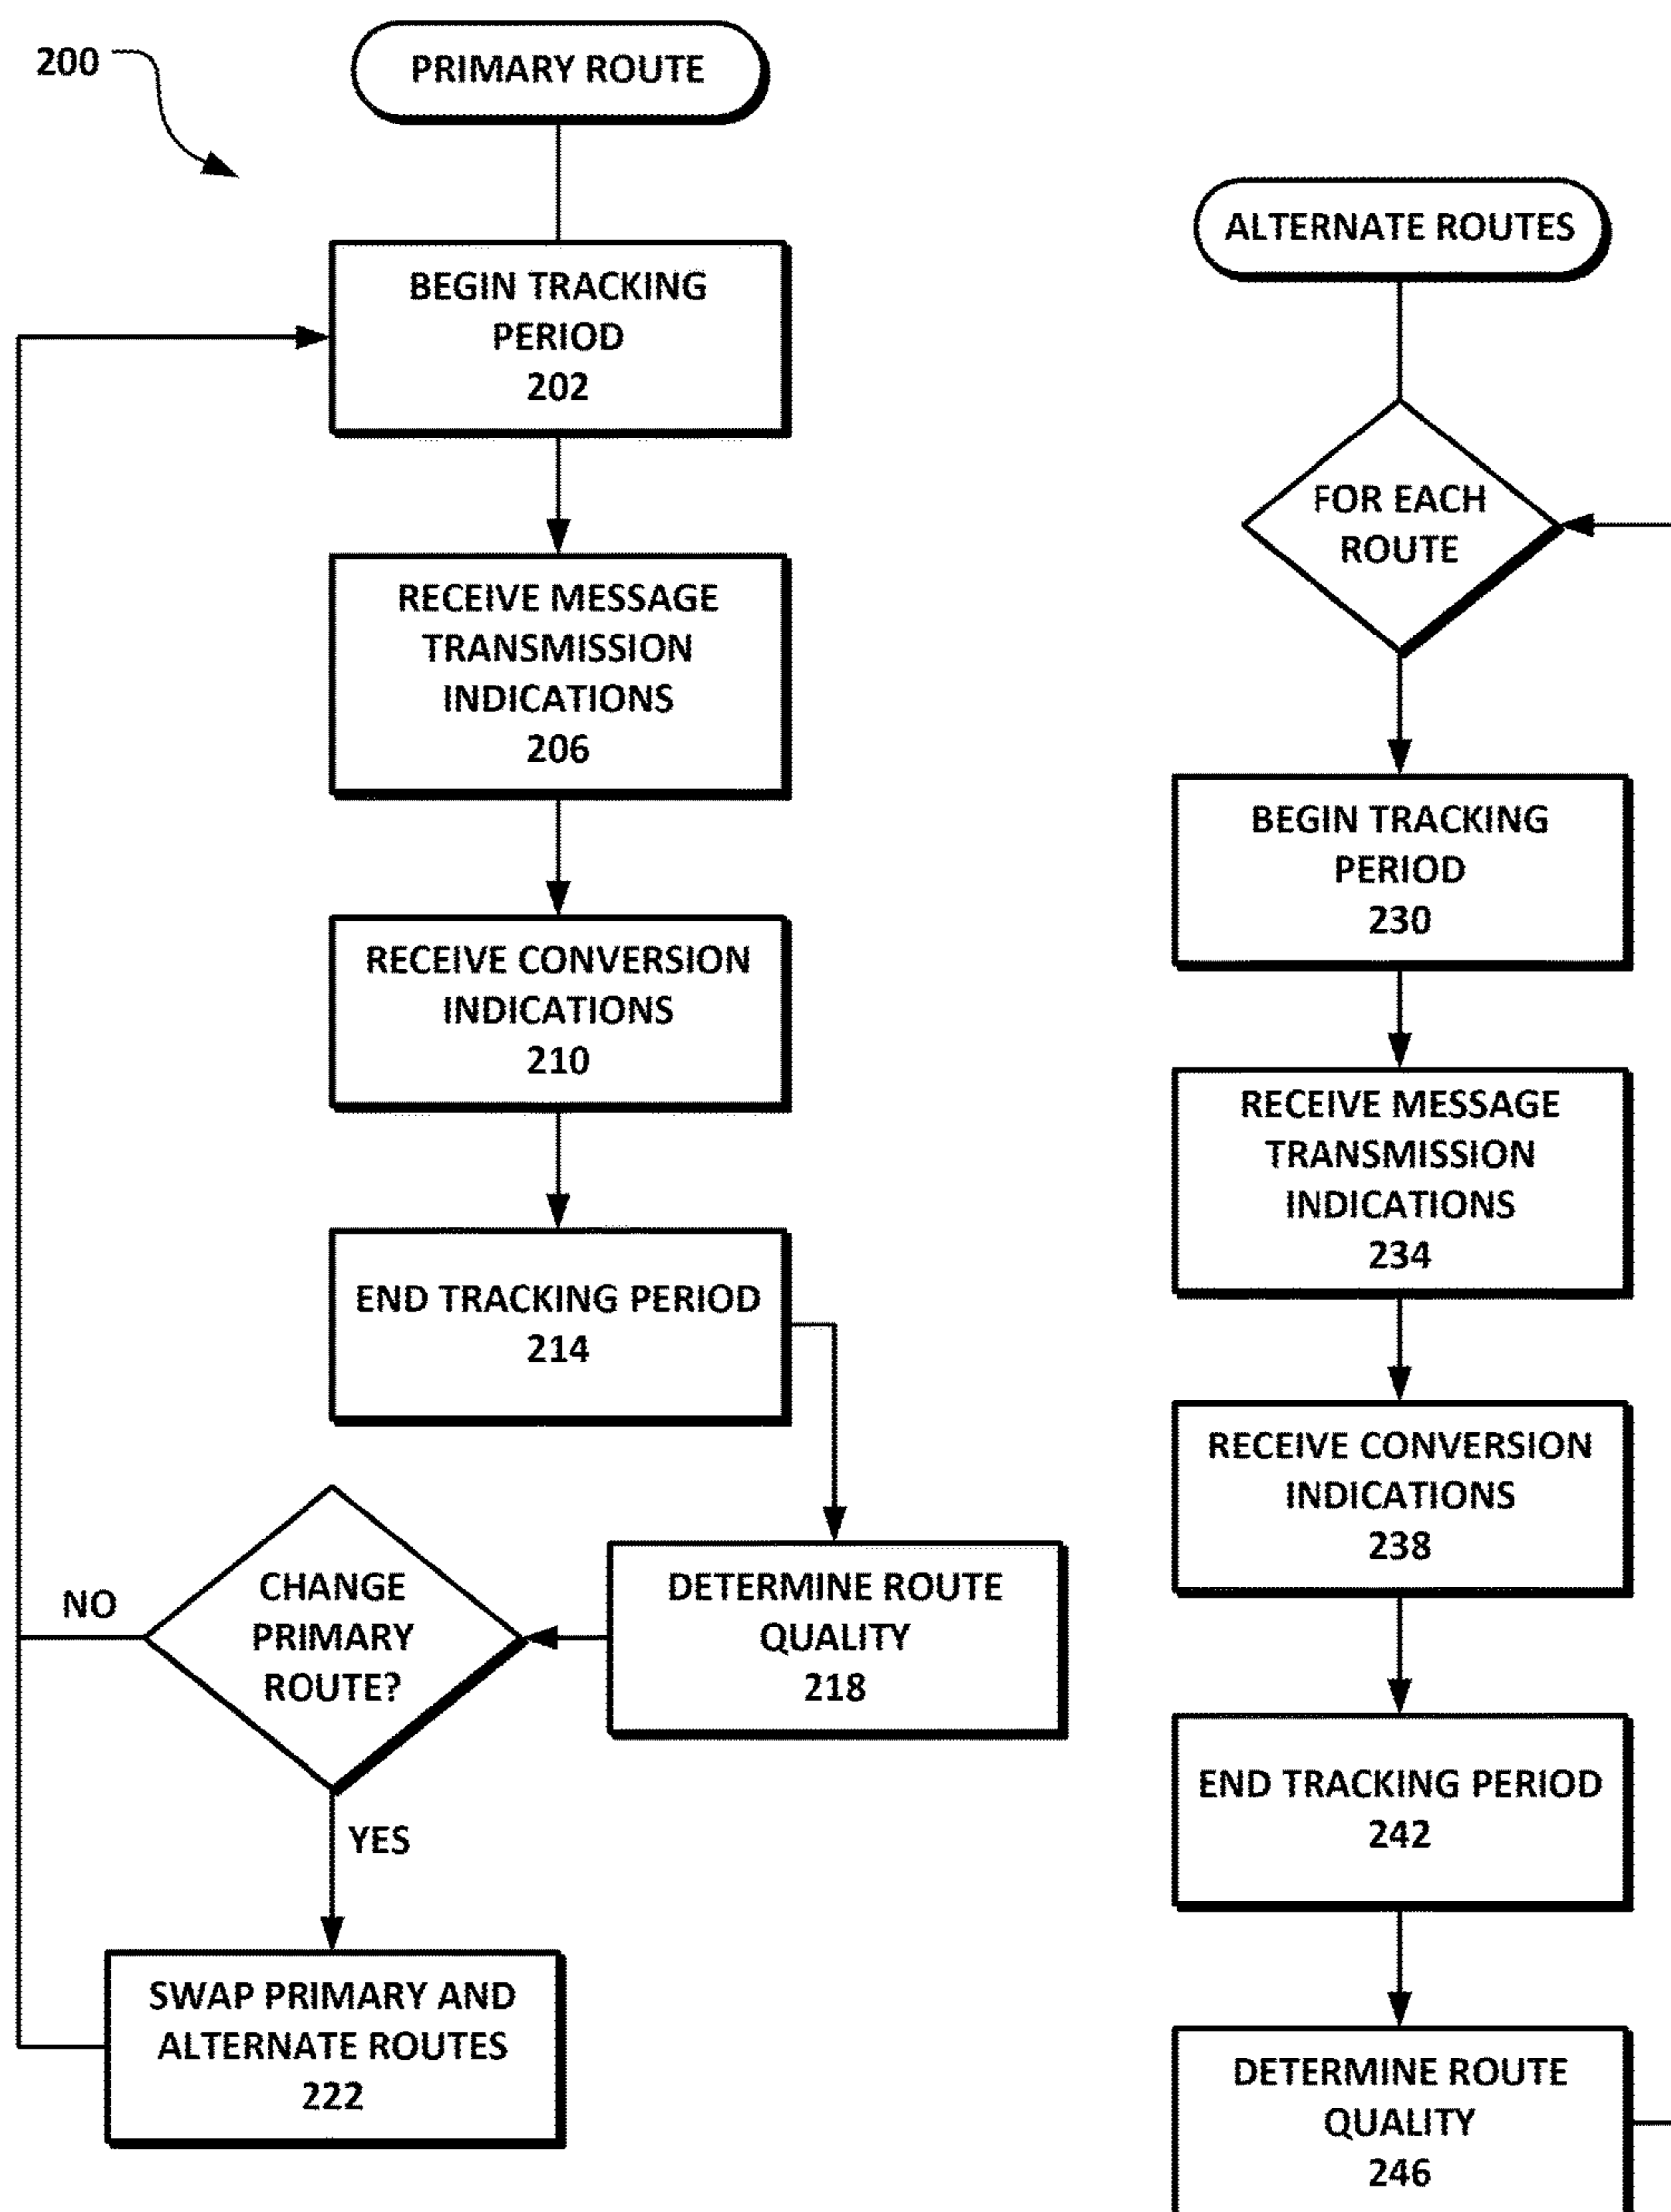 200
PRIMARY ROUTE
BEGIN TRACKING
PERIOD
202
RECEIVE MESSAGE
TRANSMISSION
INDICATIONS
206
RECEIVE CONVERSION
INDICATIONS
210
END TRACKING PERIOD
214
DETERMINE ROUTE
QUALITY
218
CHANGE
PRIMARY
ROUTE?
NO
YES
SWAP PRIMARY AND
ALTERNATE ROUTES
222
ALTERNATE ROUTES
FOR EACH
ROUTE
BEGIN TRACKING
PERIOD
230
RECEIVE MESSAGE
TRANSMISSION
INDICATIONS
234
RECEIVE CONVERSION
INDICATIONS
238
END TRACKING PERIOD
242
DETERMINE ROUTE
QUALITY
246